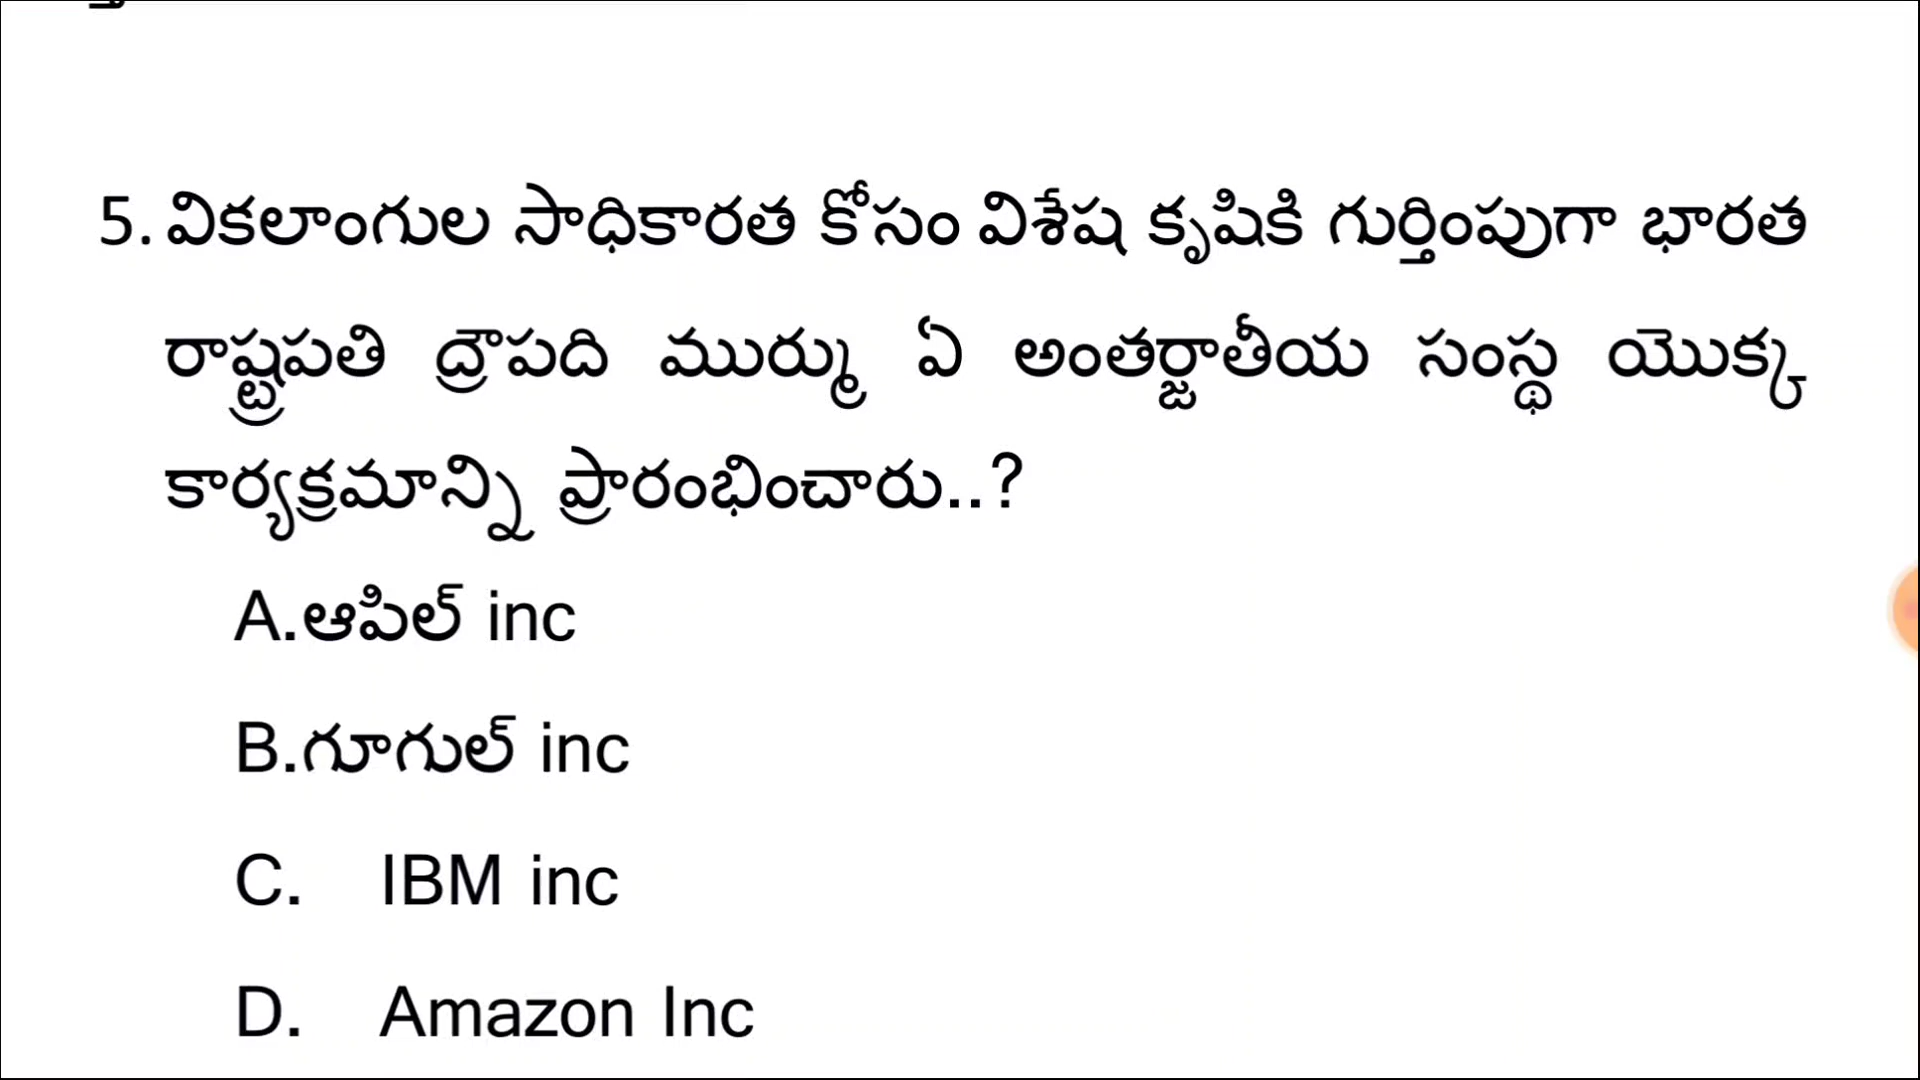 5. వికలాంగుల సాధికారత కోసం విశేష కృషికి గుర్తింపుగా భారత
రాష్ట్రపతి ద్రౌపది ముర్ము ఏ అంతర్జాతీయ సంస్థ యొక్క
కార్యక్రమాన్ని ప్రారంభించారు..?
A.ఆపిల్ inc
B.గూగుల్ inc
C. IBM inc
D. Amazon Inc